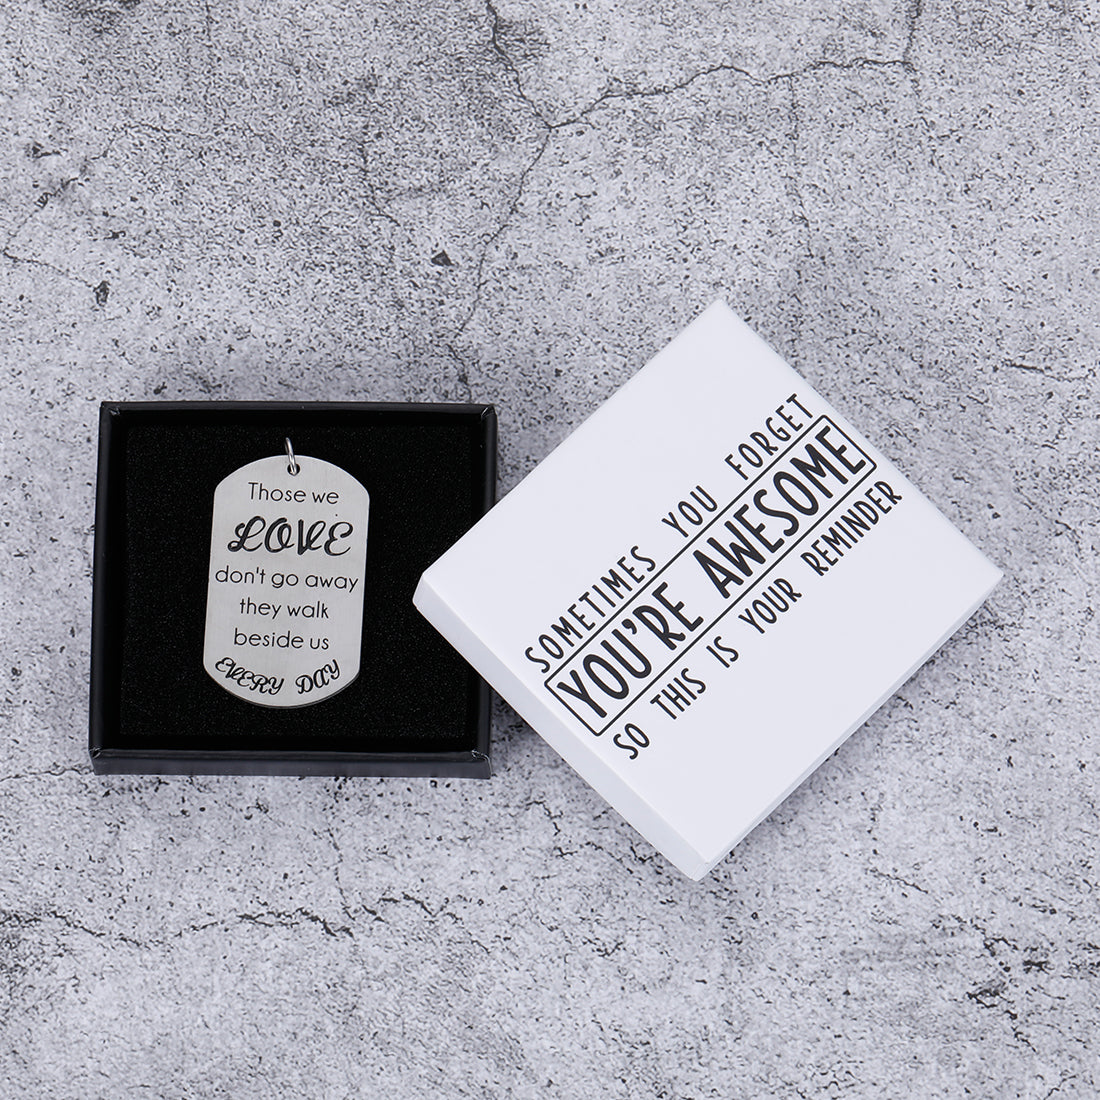 Those we
LOVE
don't go away
they walk
beside us
EVERY DAY
SOMETIMES YOU FORGET
YOU'RE AWESOME
SO THIS IS YOUR REMINDER